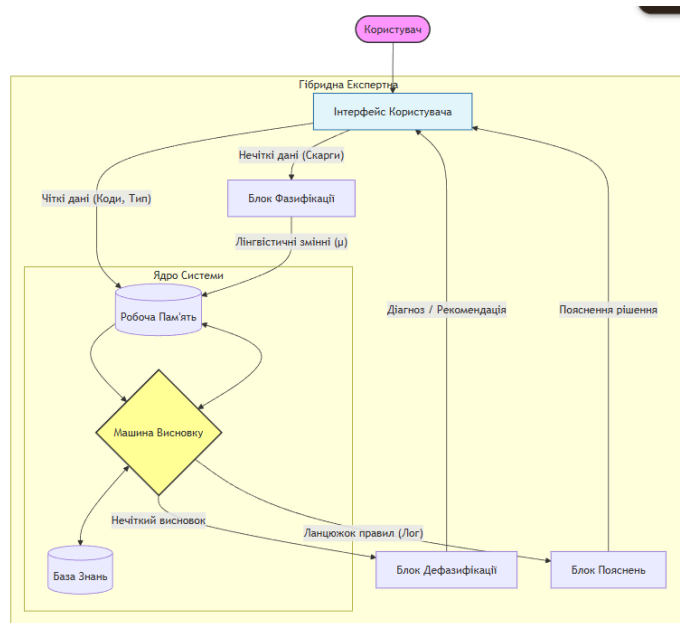 Користувач
Гібридна Експертна
Інтерфейс Користувача
Нечіткі дані (Скарги)
Чіткі дані (Коди, Тип)
Блок Фазифікації
Лінгвістичні змінні (μ)
Ядро Системи
Робоча Пам'ять
Діагноз / Рекомендація
Пояснення рішення
Машина Висновку
Нечіткий висновок
Ланцюжок правил (Лог)
База Знань
Блок Дефазифікації
Блок Пояснень